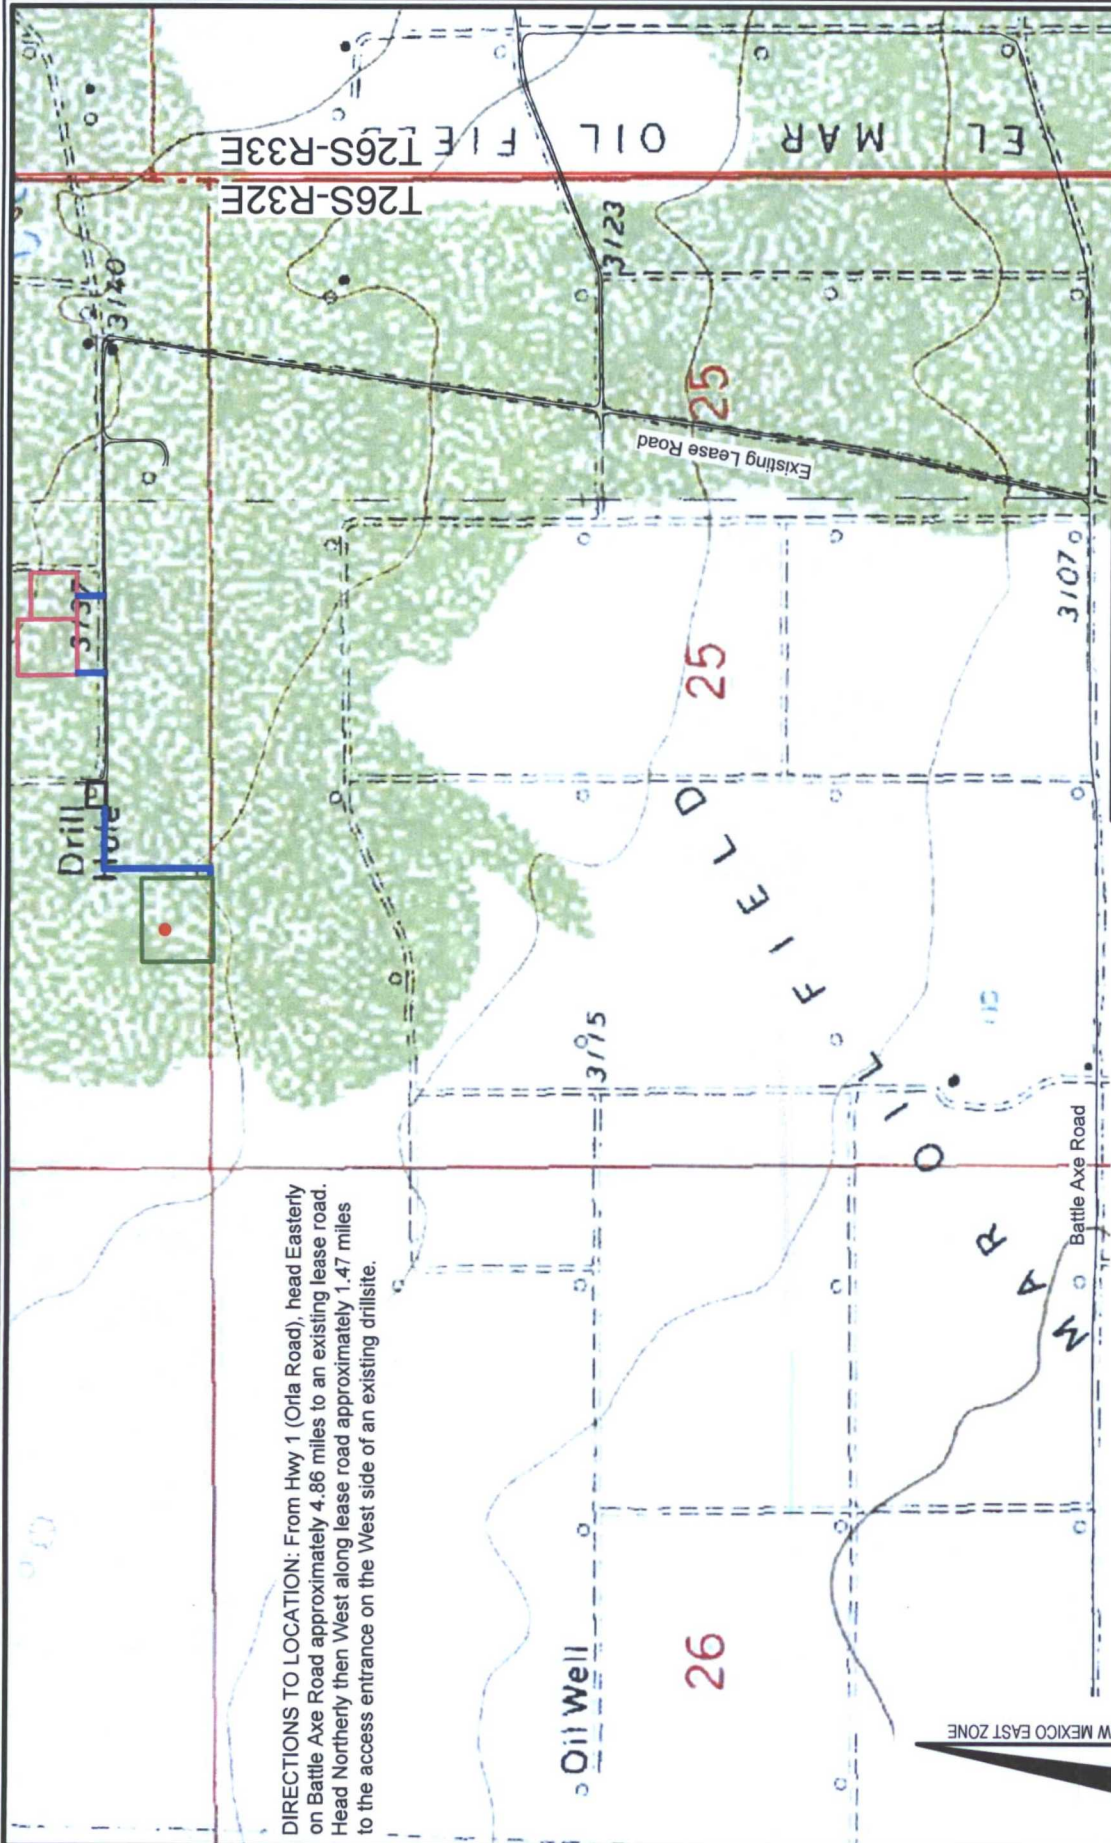 DIRECTIONS TO LOCATION: From Hwy 1 (Orla Road), head Easterly
on Battle Axe Road approximately 4.86 miles to an existing lease road.
Head Northerly then West along lease road approximately 1.47 miles
to the access entrance on the West side of an existing drillsite.
Drill
Hole
3140
T26S-R33E
T26S-R32E
EL MAR OIL
3123
25
Existing Lease Road
25
3107
3115
MAR OIL FIELD
Oil Well
26
Battle Axe Road
MEXICO EAST ZONE